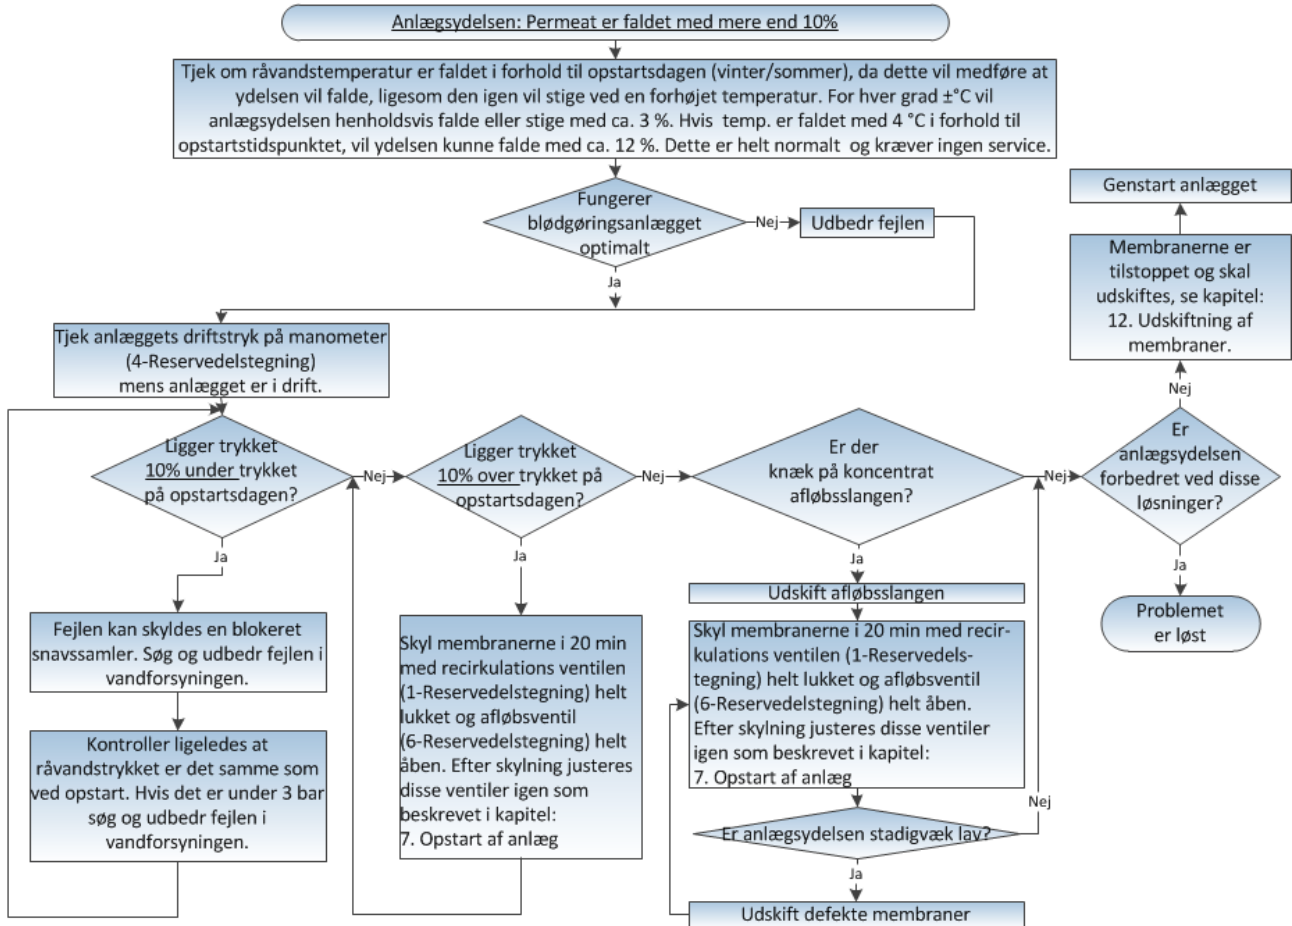 Anlægsydelsen: Permeat er faldet med mere end 10%
Tjek om råvandstemperatur er faldet i forhold til opstartsdagen (vinter/sommer), da dette vil medføre at
ydelsen vil falde, ligesom den igen vil stige ved en forhøjet temperatur. For hver grad ±°C vil
anlægsydelsen henholdsvis falde eller stige med ca. 3 %. Hvis temp. er faldet med 4 °C i forhold til
opstartstidspunktet, vil ydelsen kunne falde med ca. 12 %. Dette er helt normalt og kræver ingen service.
Fungerer
blødgøringsanlægget
optimalt
Nej
Udbedr fejlen
Ja
Tjek anlæggets driftstryk på manometer
(4-Reservedelstegning)
mens anlægget er i drift.
Ligger trykket
10% under trykket
på opstartsdagen?
Nej
Ja
Fejlen kan skyldes en blokeret
snavssamler. Søg og udbedr fejlen i
vandforsyningen.
Kontroller ligeledes at
råvandstrykket er det samme som
ved opstart. Hvis det er under 3 bar
søg og udbedr fejlen i
vandforsyningen.
Ligger trykket
10% over trykket på
opstartsdagen?
Nej
Ja
Skyl membranerne i 20 min
med recirkulations ventilen
(1-Reservedelstegning) helt
lukket og afløbsventil
(6-Reservedelstegning) helt
åben. Efter skylning justeres
disse ventiler igen som
beskrevet i kapitel:
7. Opstart af anlæg
Er der
knæk på koncentrat
afløbsslangen?
Nej
Ja
Udskift afløbsslangen
Skyl membranerne i 20 min med recir-
kulations ventilen (1-Reservedels-
tegning) helt lukket og afløbsventil
(6-Reservedelstegning) helt åben.
Efter skylning justeres disse ventiler
igen som beskrevet i kapitel:
7. Opstart af anlæg
Er anlægsydelsen stadigvæk lav?
Nej
Ja
Udskift defekte membraner
Er
anlægsydelsen
forbedret ved disse
løsninger?
Nej
Membranerne er
tilstoppet og skal
udskiftes, se kapitel:
12. Udskiftning af
membraner.
Genstart anlægget
Ja
Problemet
er løst